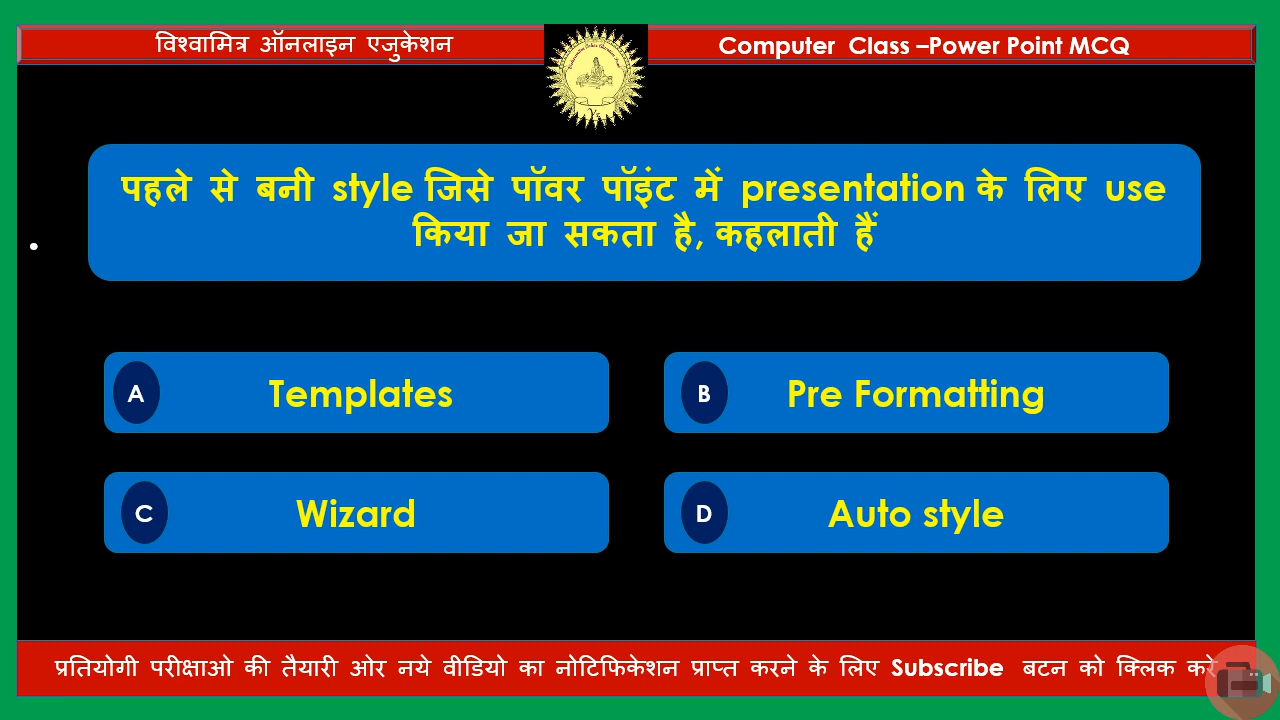 विश्वामित्र ऑनलाइन एजुकेशन
Computer Class –Power Point MCQ
पहले से बनी style जिसे पॉवर पॉइंट में presentation के लिए use
किया जा सकता है, कहलाती हैं
A Templates
B Pre Formatting
C Wizard
D Auto style
प्रतियोगी परीक्षाओ की तैयारी ओर नये वीडियो का नोटिफिकेशन प्राप्त करने के लिए Subscribe बटन को क्लिक करे